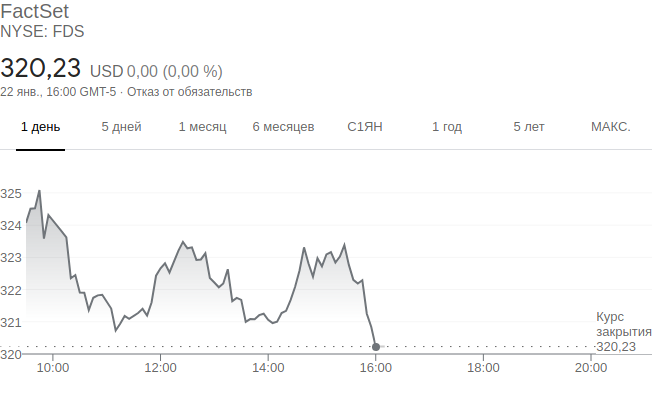 FactSet
NYSE: FDS
320,23 USD 0,00 (0,00 %)
22 янв., 16:00 GMT-5 · Отказ от обязательств
1 день 5 дней 1 месяц 6 месяцев С1ЯН 1 год 5 лет МАКС.
325
324
323
322
321
320
Курс
закрытия
320,23
10:00 12:00 14:00 16:00 18:00 20:00